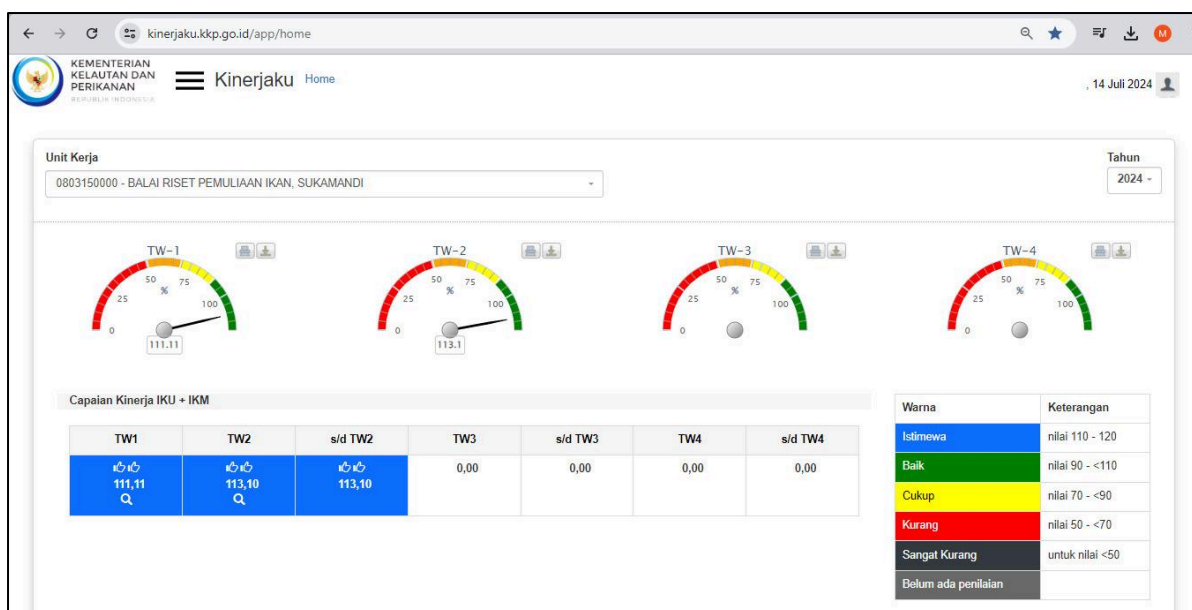 kinerjaku.kkp.go.id/app/home
M
KEMENTERIAN
KELAUTAN DAN
PERIKANAN
REPUBLIK INDONESIA
Kinerjaku Home
, 14 Juli 2024
Unit Kerja
Tahun
0803150000 - BALAI RISET PEMULIAAN IKAN, SUKAMANDI
2024
TW-1
0 25 50 75 100
%
111.11
TW-2
0 25 50 75 100
%
113.1
TW-3
0 25 50 75 100
%
TW-4
0 25 50 75 100
%
Capaian Kinerja IKU + IKM
TW1 TW2 s/d TW2 TW3 s/d TW3 TW4 s/d TW4
111,11 113,10 113,10 0,00 0,00 0,00 0,00
Warna Keterangan
Istimewa nilai 110 - 120
Baik nilai 90 - <110
Cukup nilai 70 - <90
Kurang nilai 50 - <70
Sangat Kurang untuk nilai <50
Belum ada penilaian